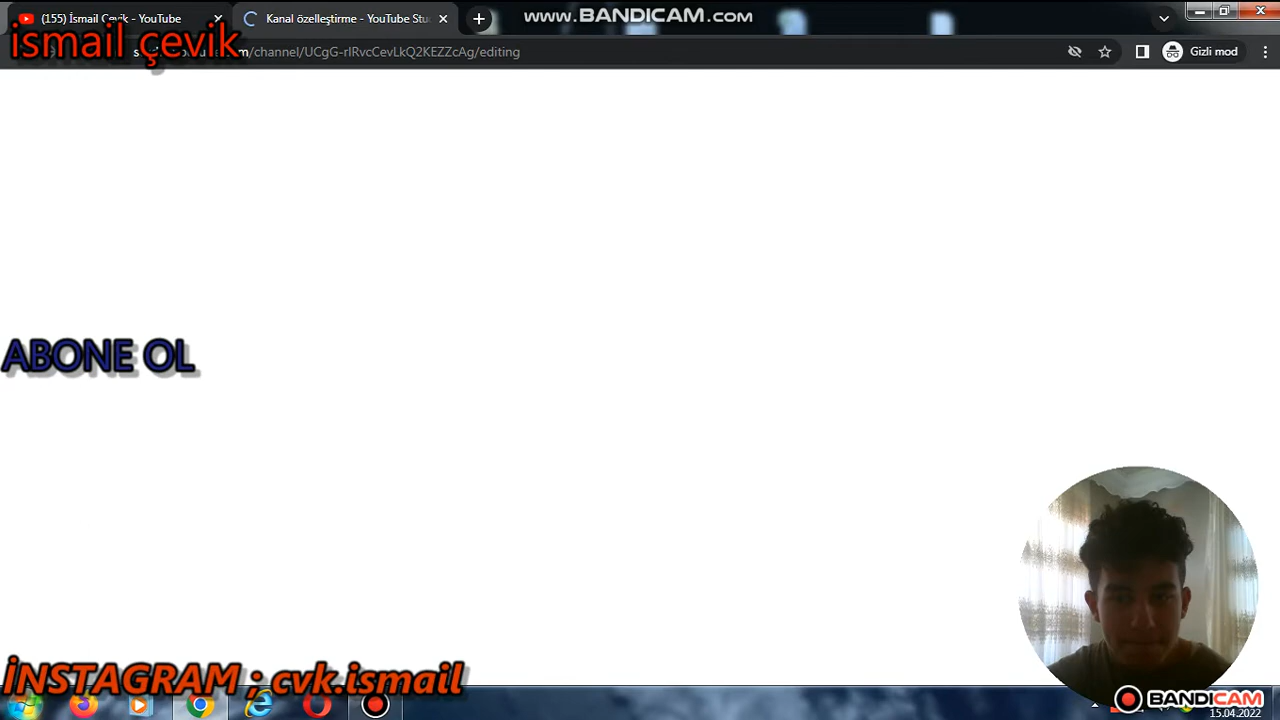 (155) İsmail Çevik - YouTube
Kanal özelleştirme - YouTube Stu
www.BANDICAM.com
ismail çevik
/channel/UCgG-rIRvcCevLkQ2KEZZcAg/editing
Gizli mod
ABONE OL
İNSTAGRAM ; cvk.ismail
BANDICAM
15.04.2022